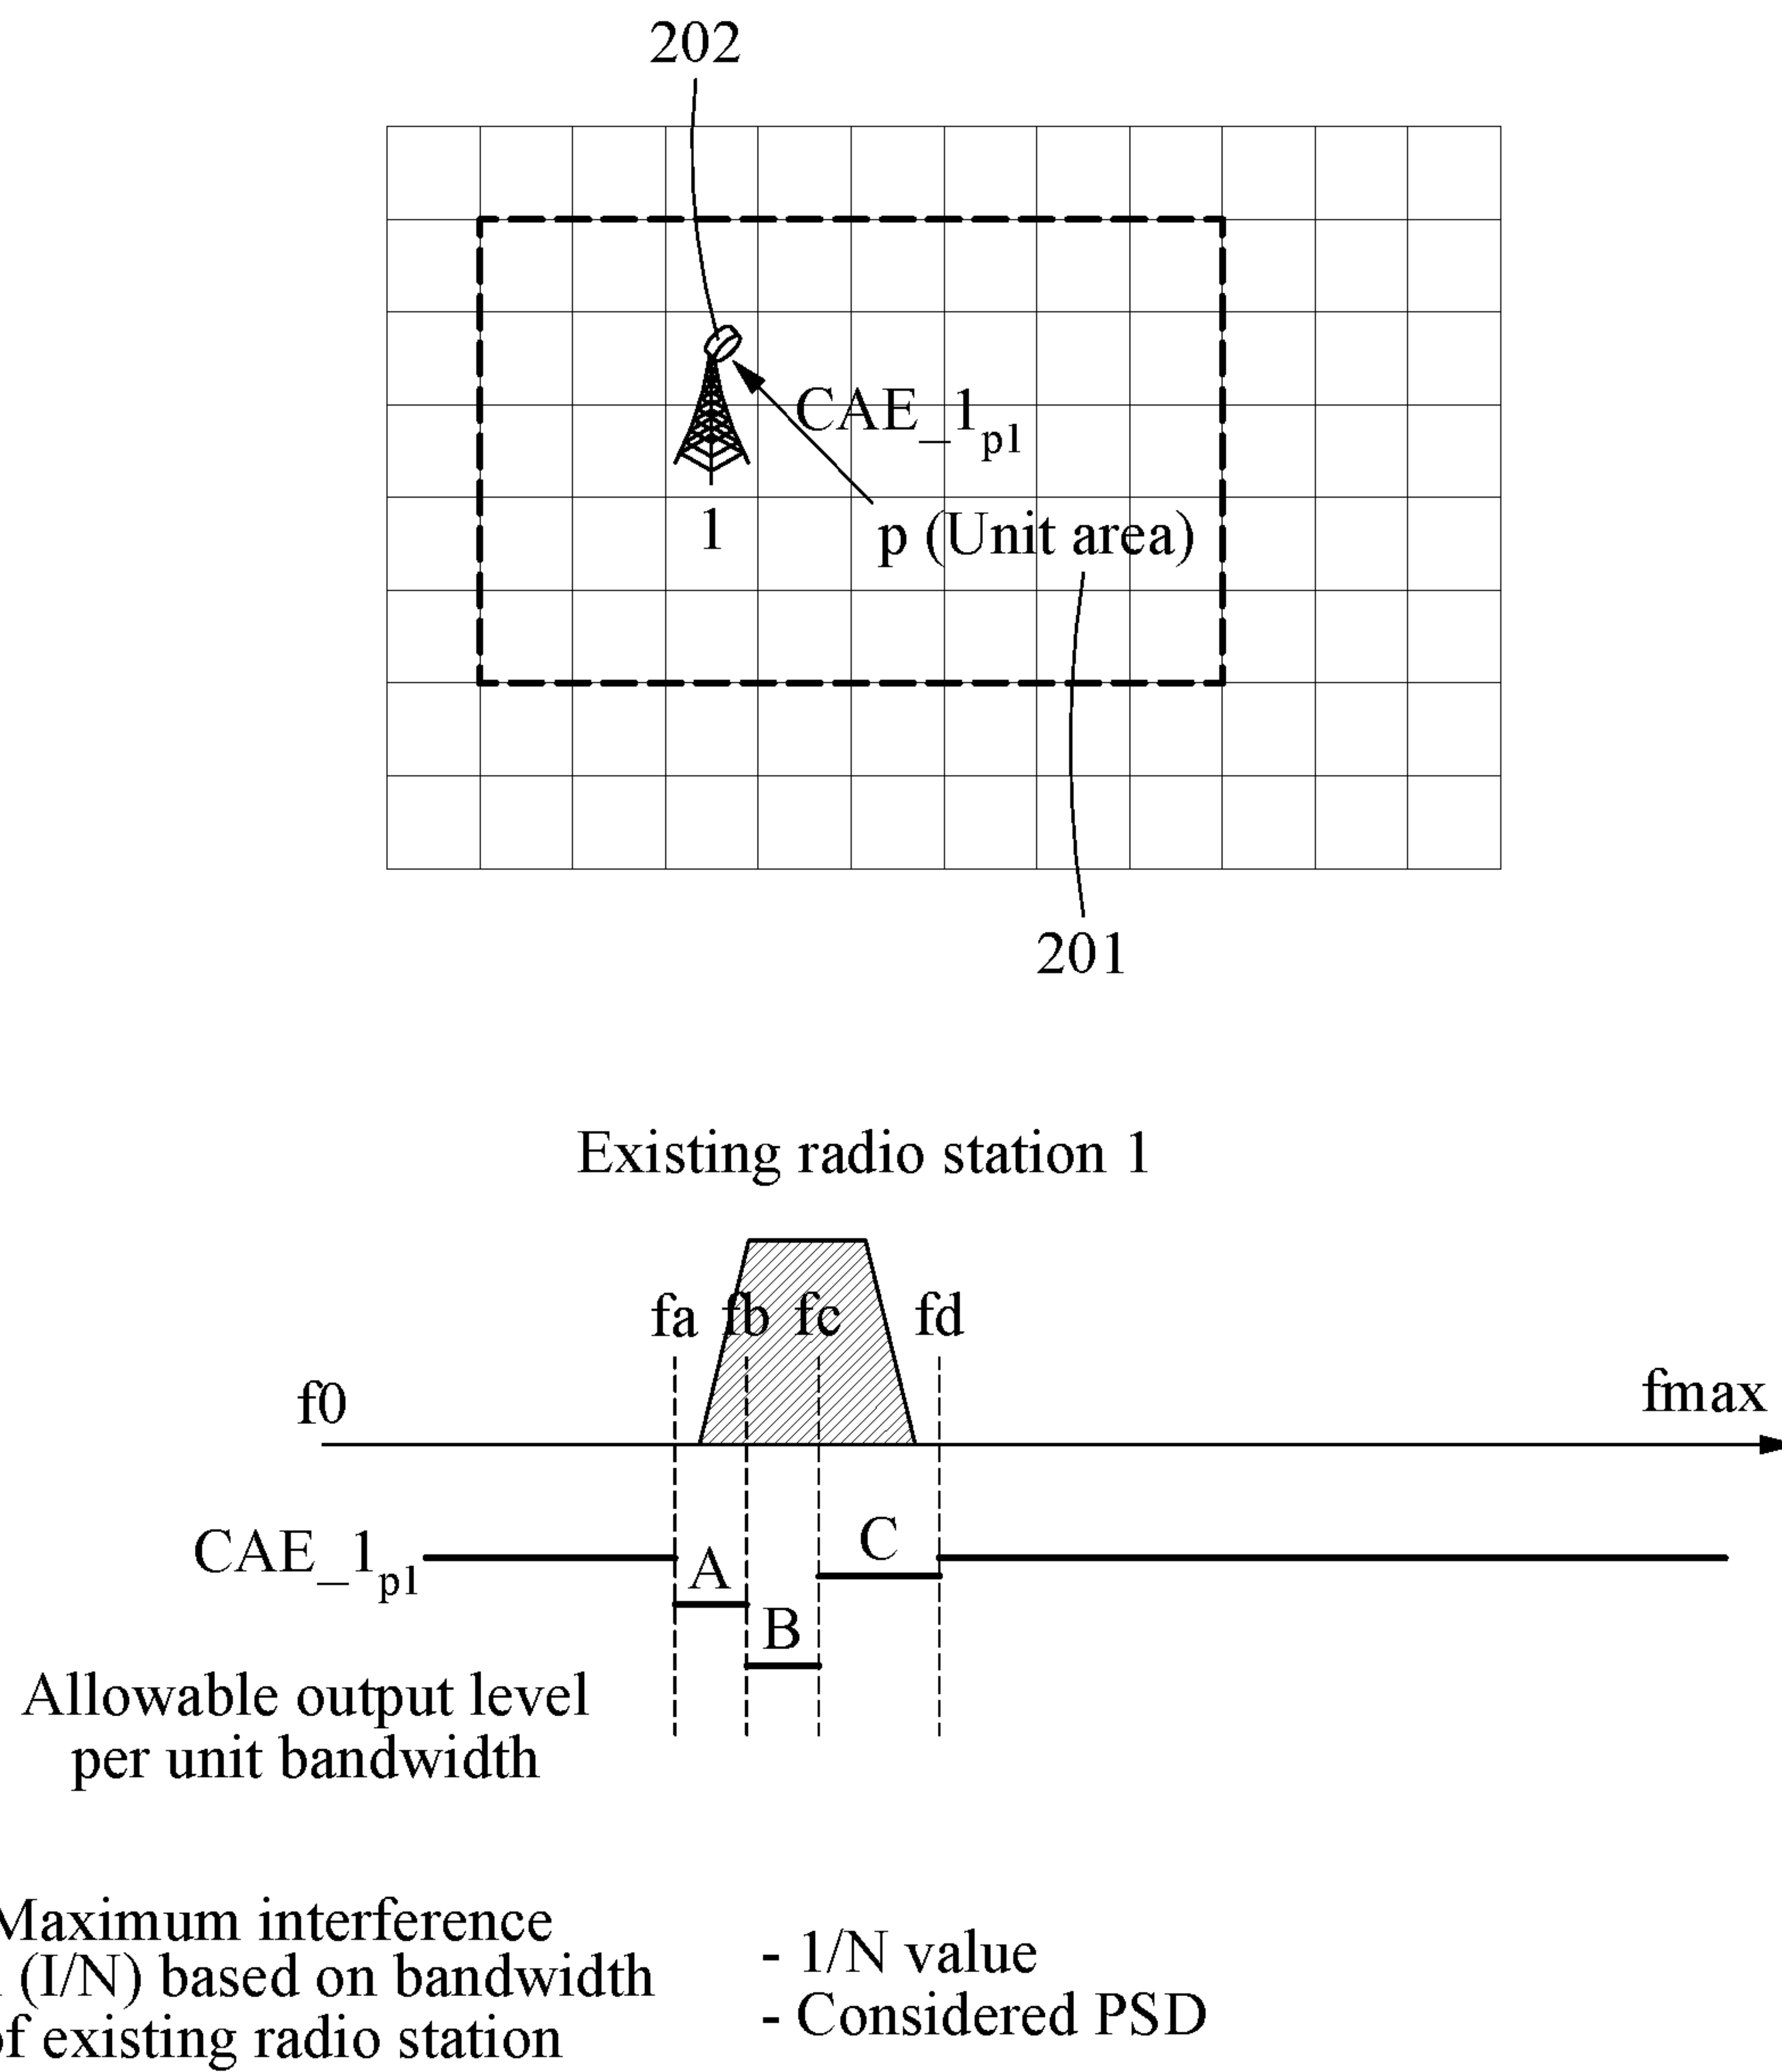 202
CAE_1p1
1
p (Unit area)
201
Existing radio station 1
fa fb fc fd
f0
fmax
CAE_1p1
A
B
C
Allowable output level
per unit bandwidth
Maximum interference
(I/N) based on bandwidth
of existing radio station
- 1/N value
- Considered PSD